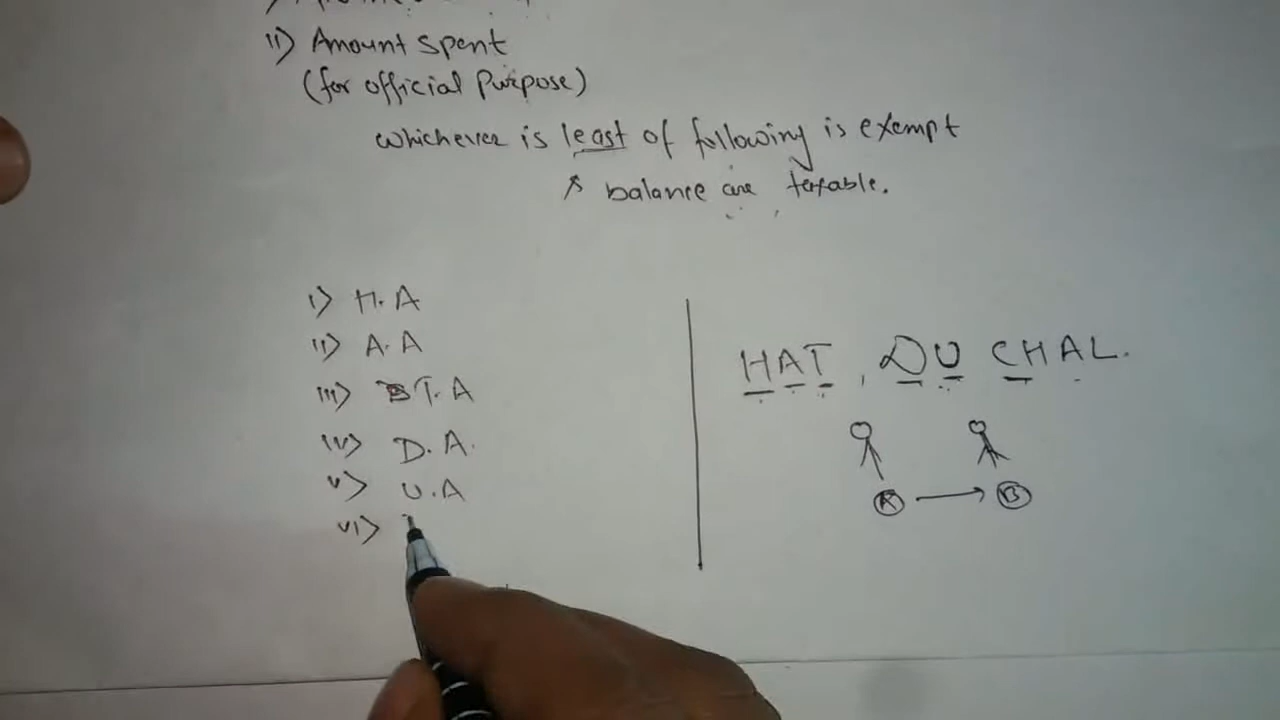 ii) Amount spent
(for official purpose)
whichever is least of following is exempt
& balance are taxable.
i) H. A
ii) A. A
iii) T. A
iv) D. A.
v) U. A
vi)
HAT, DU CHAL.
A → B